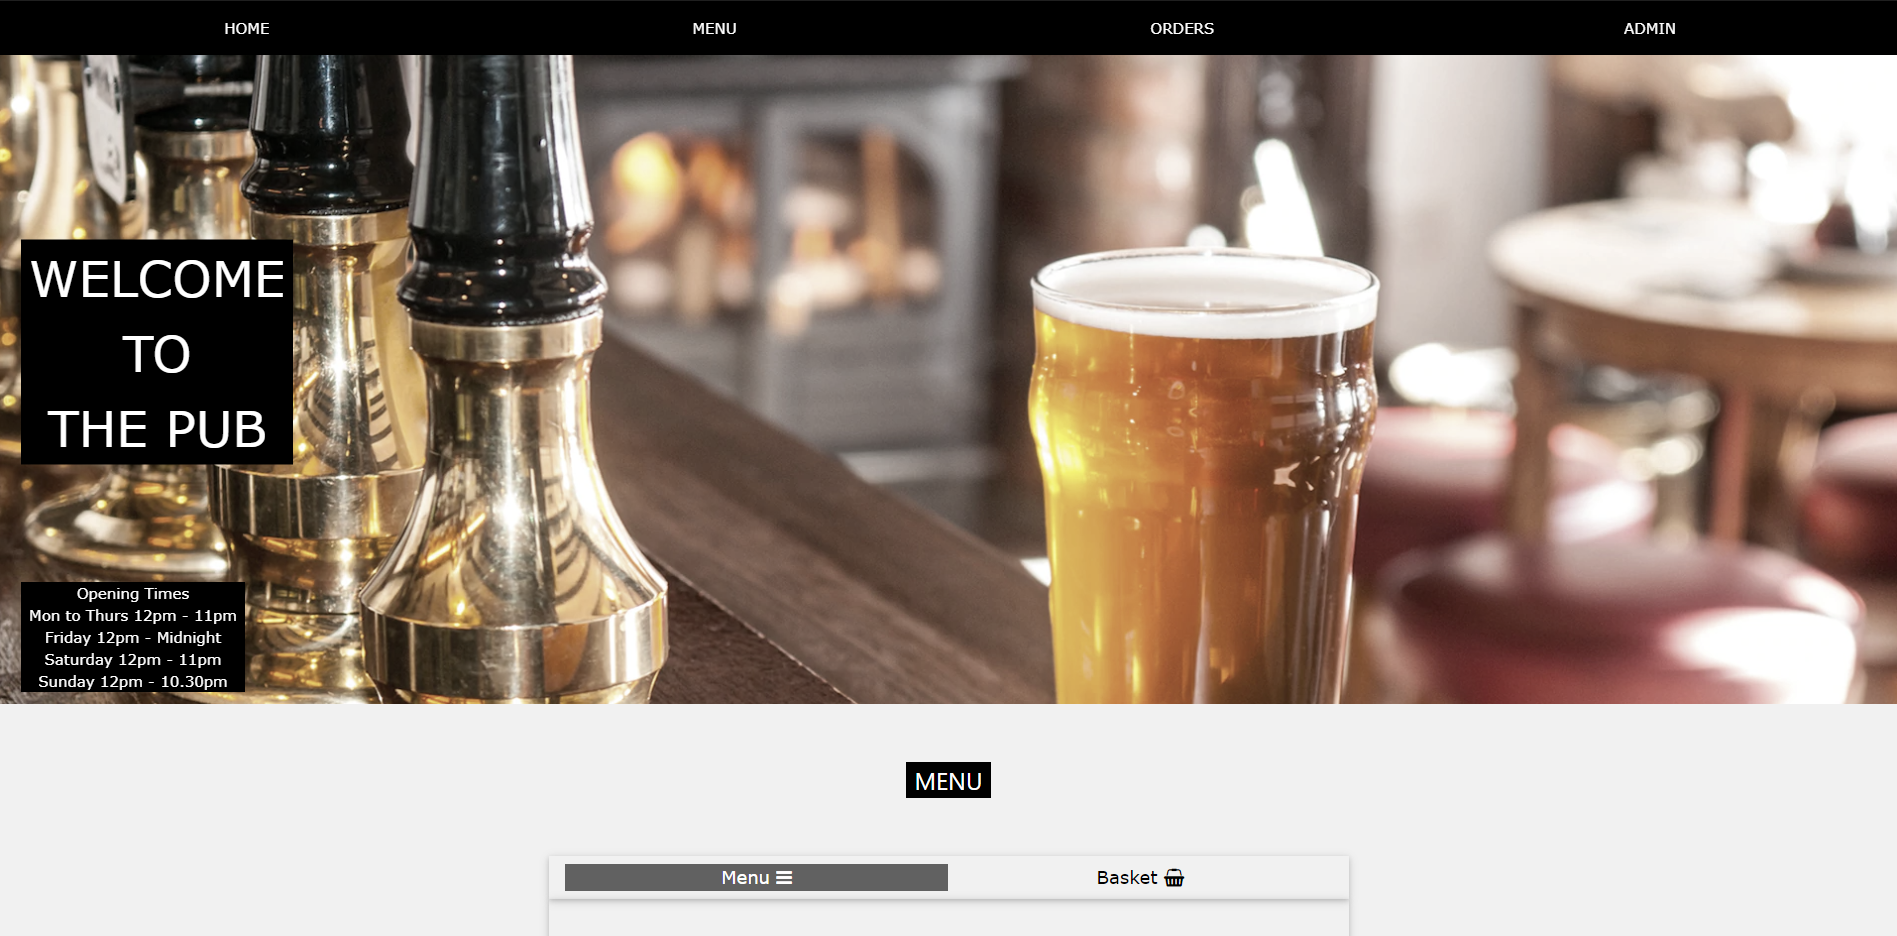 HOME MENU ORDERS ADMIN
WELCOME
TO
THE PUB
Opening Times
Mon to Thurs 12pm - 11pm
Friday 12pm - Midnight
Saturday 12pm - 11pm
Sunday 12pm - 10.30pm
MENU
Menu Basket